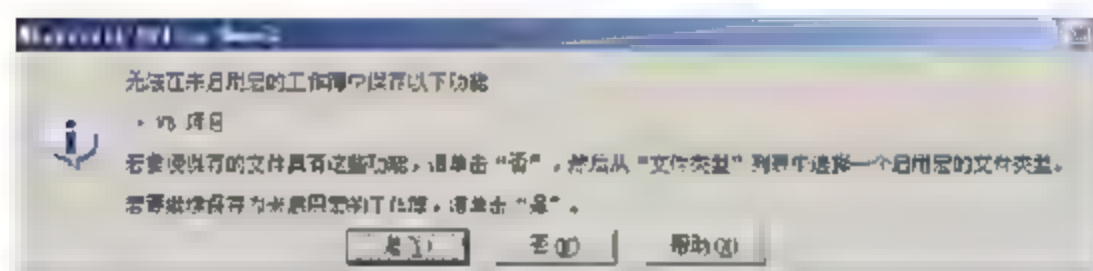 无法在未启用宏的工作簿中保存以下功能
• VB 项目
若要使保存的文件具有这些功能,请单击“否”,然后从“文件类型”列表中选择一个启用宏的文件类型。
若要继续保存为未启用宏的工作簿,请单击“是”。
是(Y) 否(N) 帮助(H)